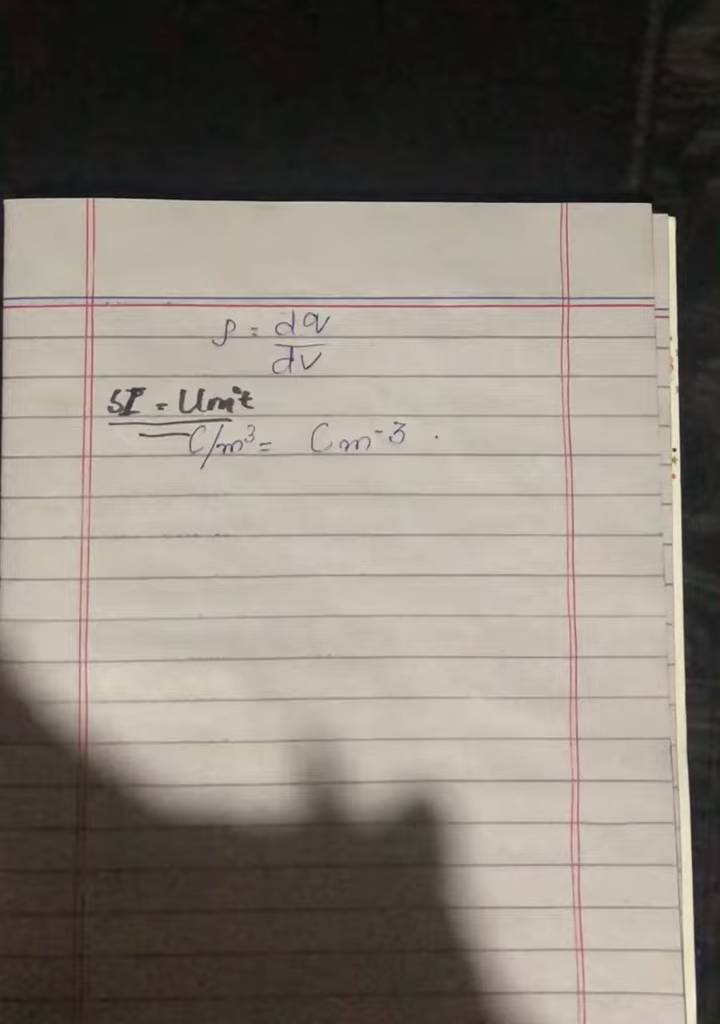 ρ = dq/dv
SI = Unit
C/m³ = Cm⁻³ .